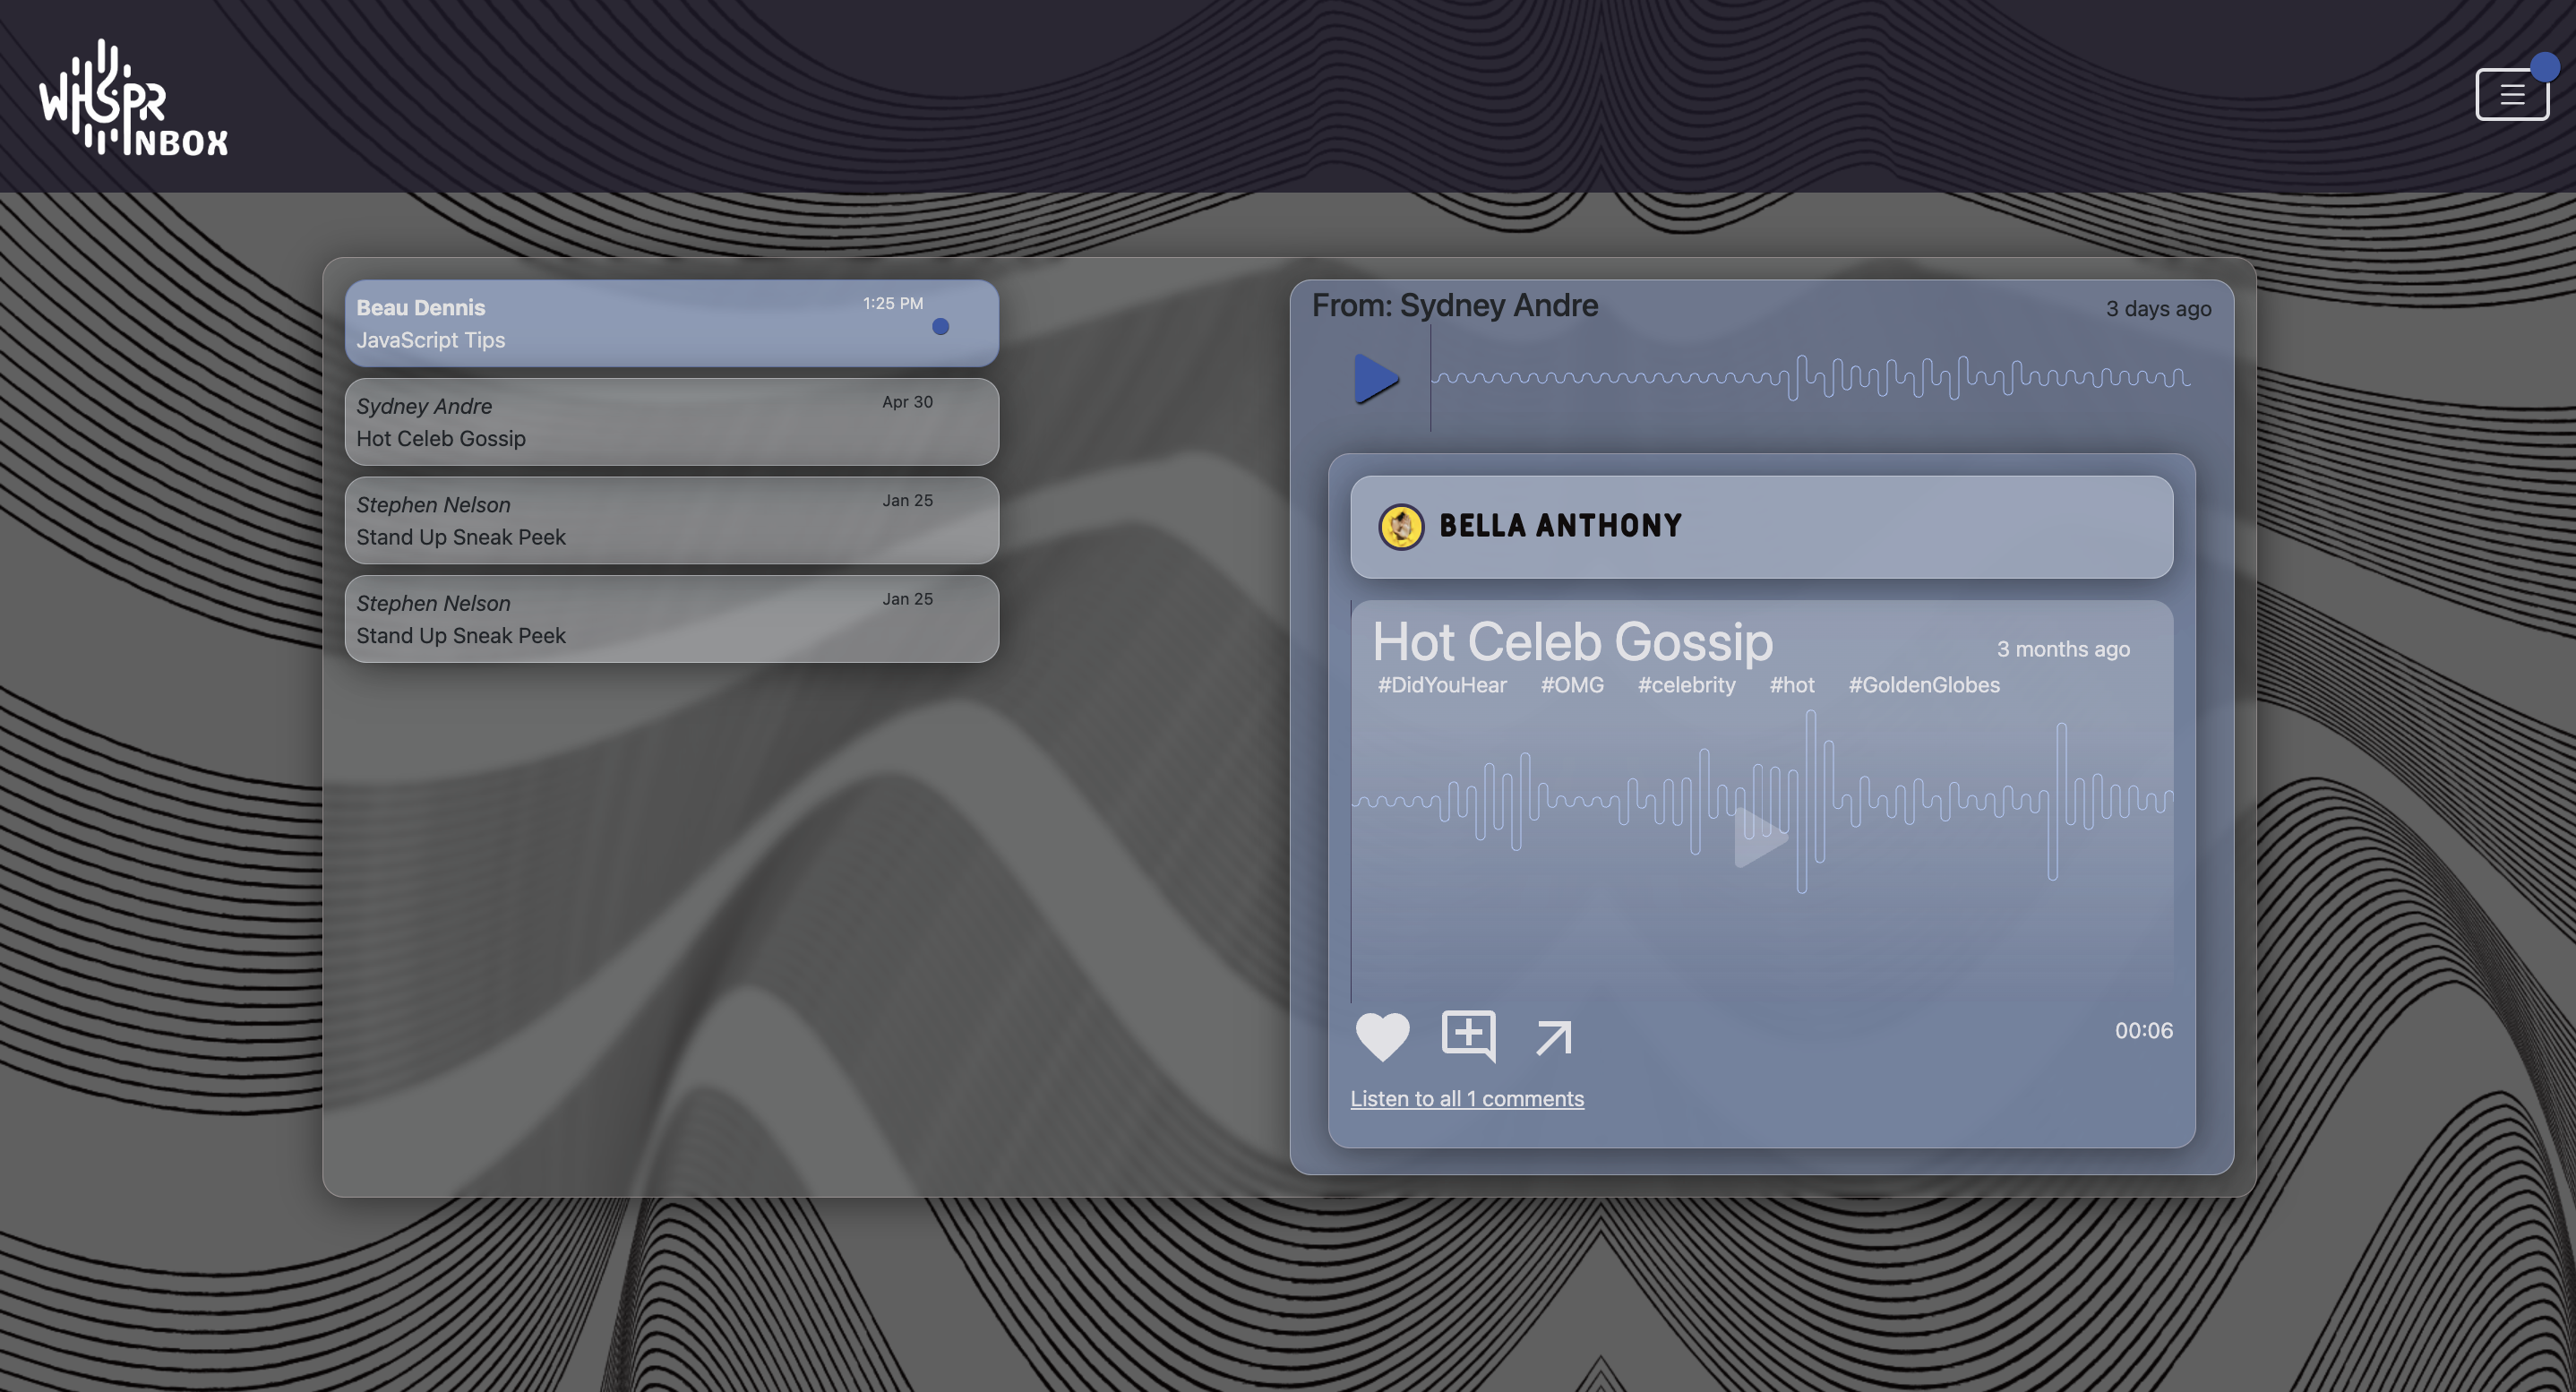 WHSPR
INBOX
Beau Dennis
1:25 PM
JavaScript Tips
Sydney Andre
Apr 30
Hot Celeb Gossip
Stephen Nelson
Jan 25
Stand Up Sneak Peek
Stephen Nelson
Jan 25
Stand Up Sneak Peek
From: Sydney Andre
3 days ago
BELLA ANTHONY
Hot Celeb Gossip
3 months ago
#DidYouHear #OMG #celebrity #hot #GoldenGlobes
00:06
Listen to all 1 comments